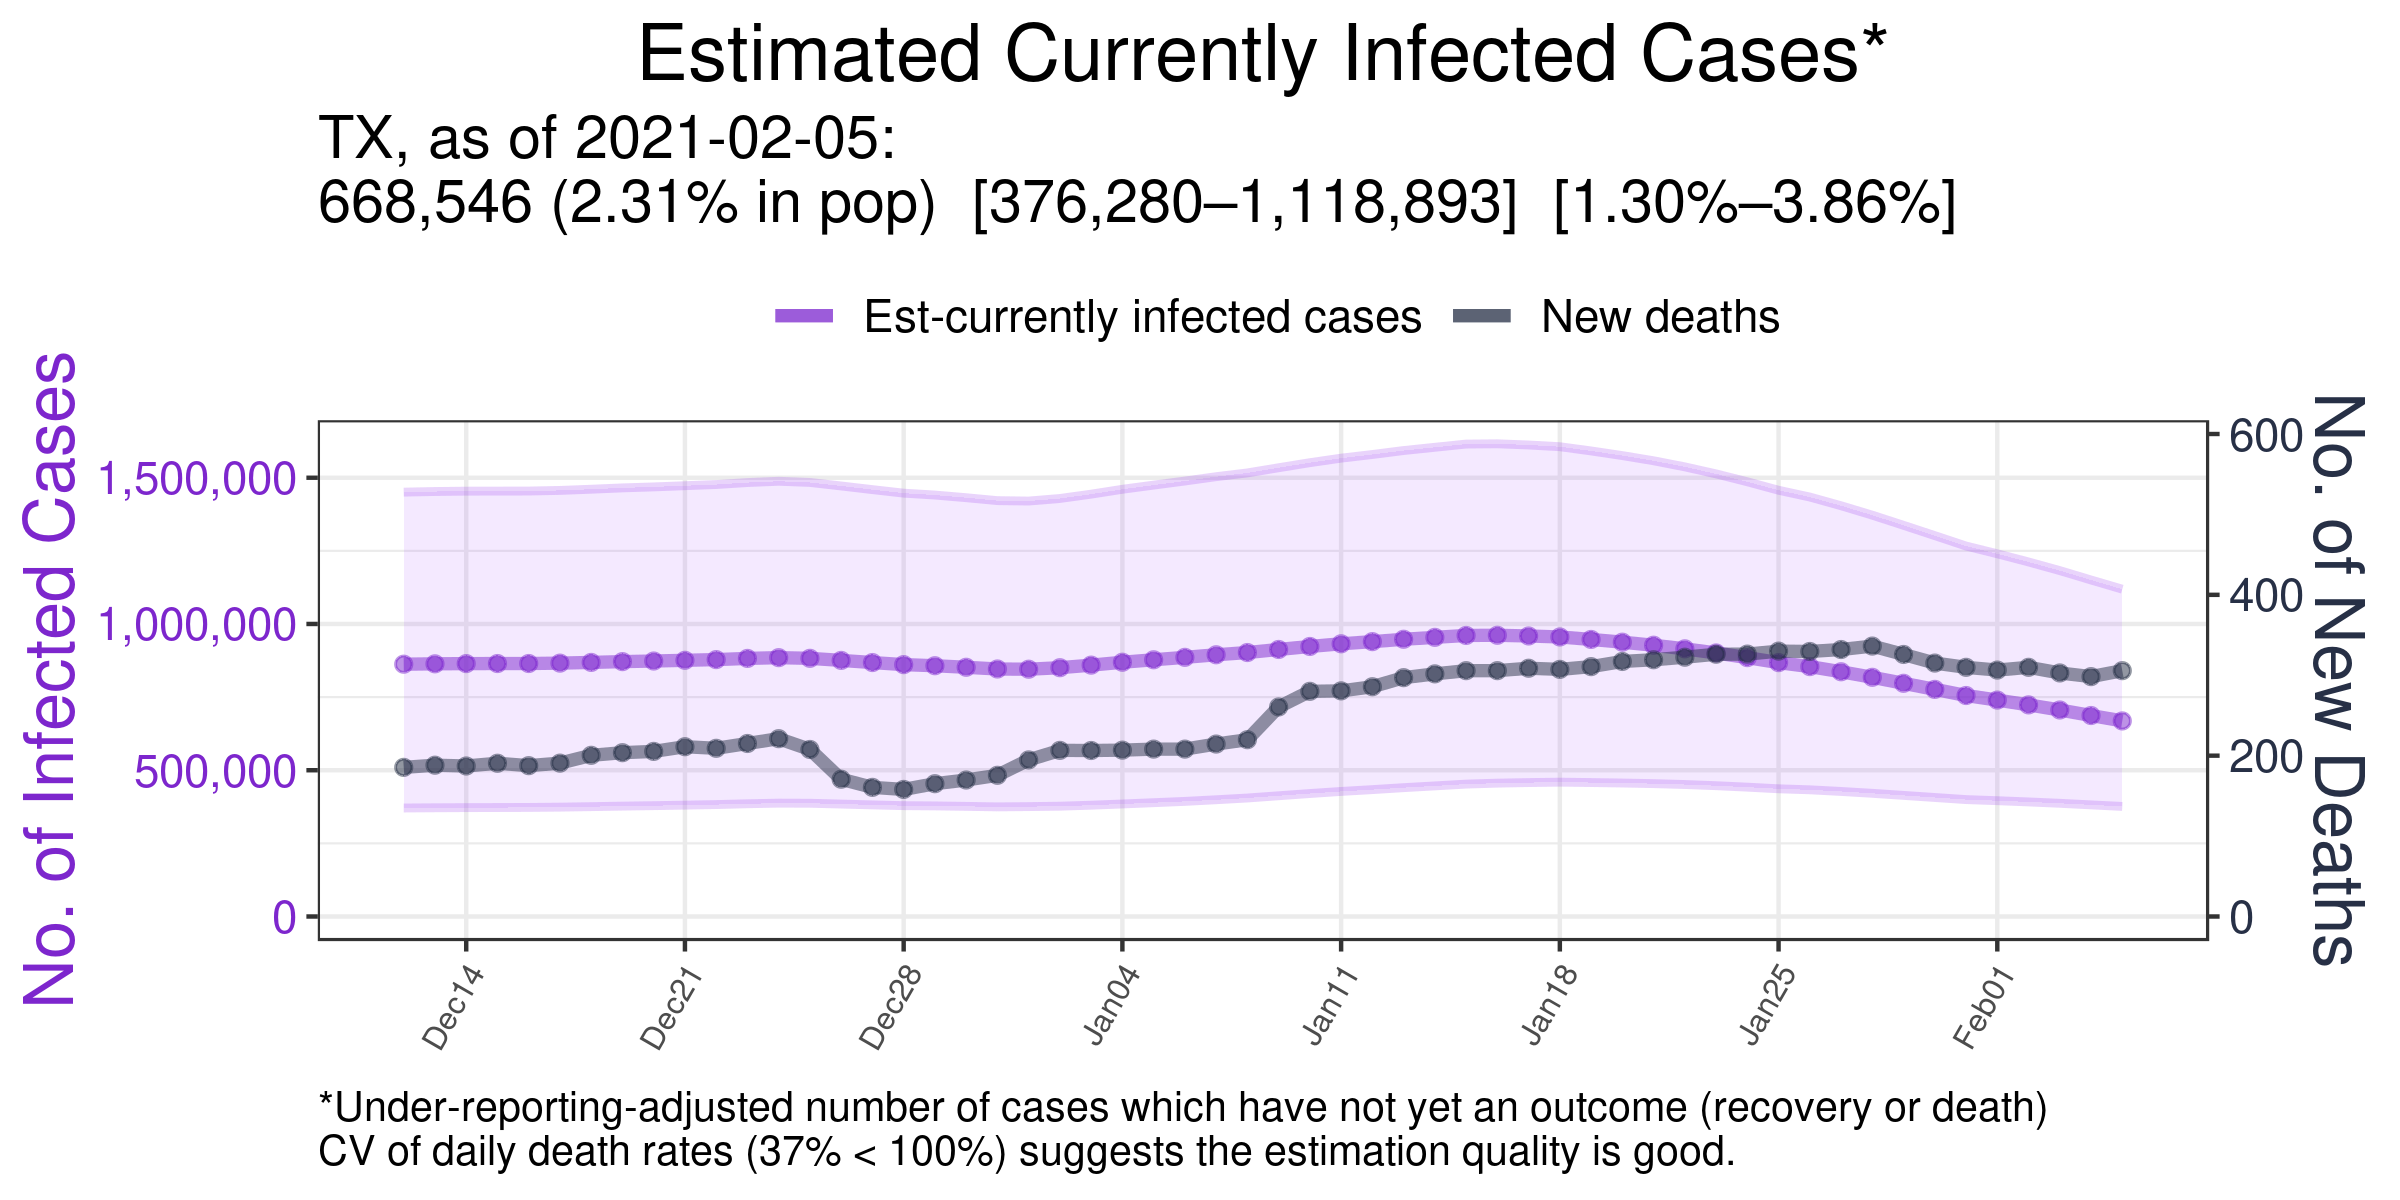 Estimated Currently Infected Cases*
TX, as of 2021-02-05:
668,546 (2.31% in pop)  [376,280–1,118,893]  [1.30%–3.86%]
Est-currently infected cases
New deaths
No. of Infected Cases
1,500,000
1,000,000
500,000
0
600
400
200
0
No. of New Deaths
Dec14
Dec21
Dec28
Jan04
Jan11
Jan18
Jan25
Feb01
*Under-reporting-adjusted number of cases which have not yet an outcome (recovery or death)
CV of daily death rates (37% < 100%) suggests the estimation quality is good.